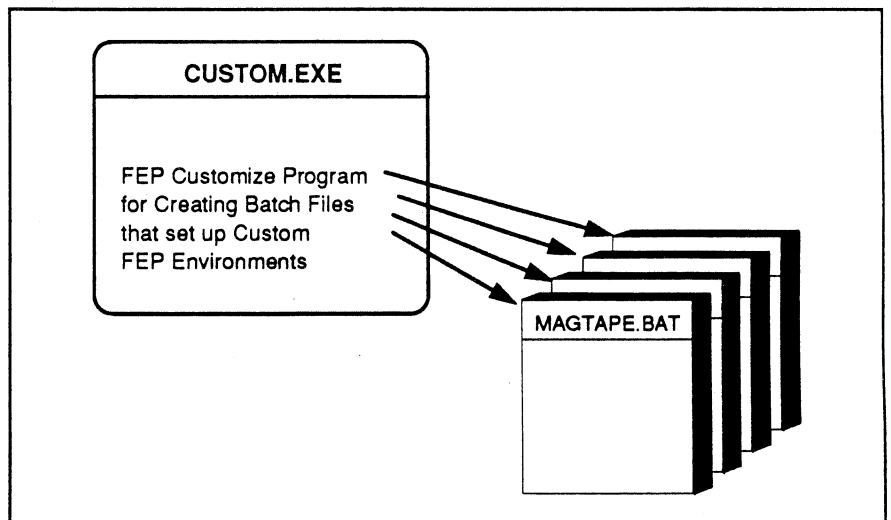 CUSTOM.EXE
FEP Customize Program
for Creating Batch Files
that set up Custom
FEP Environments
MAGTAPE.BAT